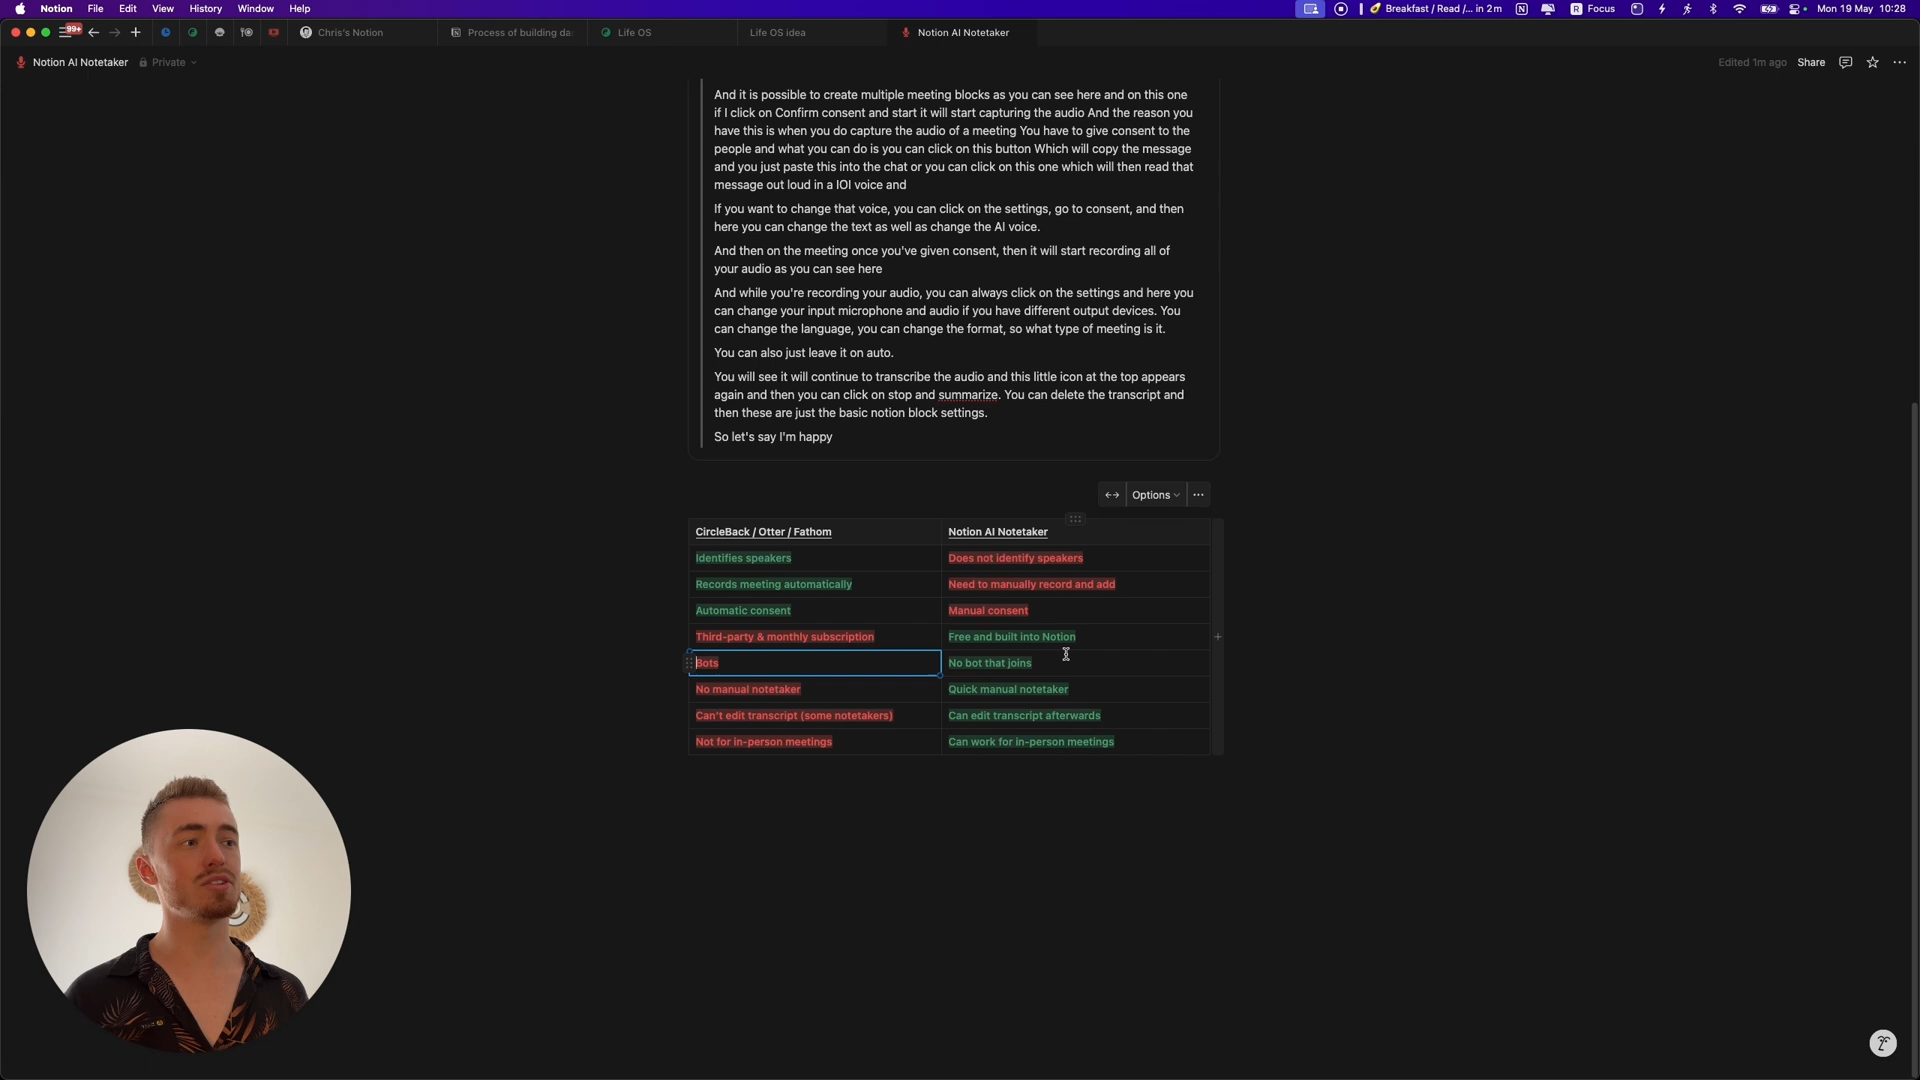 Notion File Edit View History Window Help
Breakfast / Read /... in 2m
Focus
Mon 19 May 10:28
99+
Chris's Notion
Process of building da
Life OS
Life OS idea
Notion AI Notetaker
Notion AI Notetaker
Private
Edited 1m ago
Share
And it is possible to create multiple meeting blocks as you can see here and on this one
if I click on Confirm consent and start it will start capturing the audio And the reason you
have this is when you do capture the audio of a meeting You have to give consent to the
people and what you can do is you can click on this button Which will copy the message
and you just paste this into the chat or you can click on this one which will then read that
message out loud in a IOI voice and
If you want to change that voice, you can click on the settings, go to consent, and then
here you can change the text as well as change the AI voice.
And then on the meeting once you've given consent, then it will start recording all of
your audio as you can see here
And while you're recording your audio, you can always click on the settings and here you
can change your input microphone and audio if you have different output devices. You
can change the language, you can change the format, so what type of meeting is it.
You can also just leave it on auto.
You will see it will continue to transcribe the audio and this little icon at the top appears
again and then you can click on stop and summarize. You can delete the transcript and
then these are just the basic notion block settings.
So let's say I'm happy
Options
CircleBack / Otter / Fathom
Notion AI Notetaker
Identifies speakers
Does not identify speakers
Records meeting automatically
Need to manually record and add
Automatic consent
Manual consent
Third-party & monthly subscription
Free and built into Notion
Bots
No bot that joins
No manual notetaker
Quick manual notetaker
Can't edit transcript (some notetakers)
Can edit transcript afterwards
Not for in-person meetings
Can work for in-person meetings